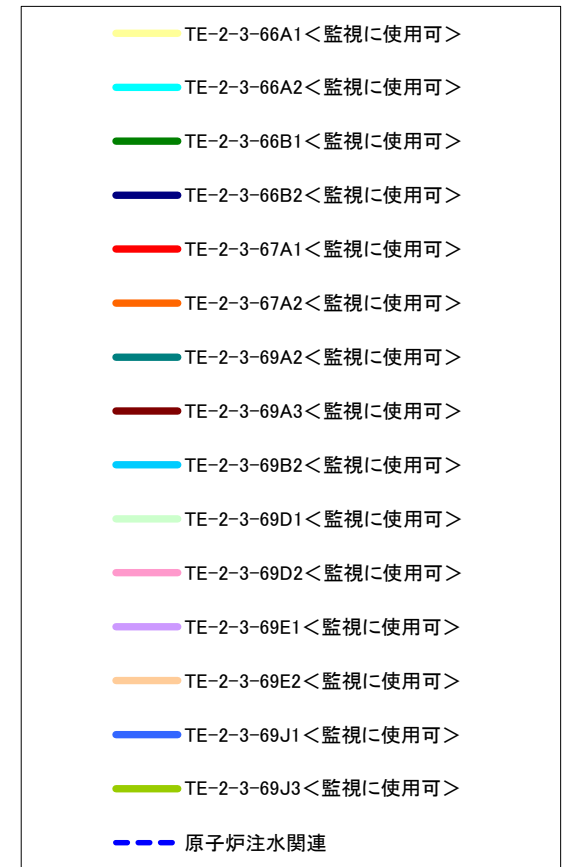 TE-2-3-66A1＜監視に使用可＞
TE-2-3-66A2＜監視に使用可＞
TE-2-3-66B1＜監視に使用可＞
TE-2-3-66B2＜監視に使用可＞
TE-2-3-67A1＜監視に使用可＞
TE-2-3-67A2＜監視に使用可＞
TE-2-3-69A2＜監視に使用可＞
TE-2-3-69A3＜監視に使用可＞
TE-2-3-69B2＜監視に使用可＞
TE-2-3-69D1＜監視に使用可＞
TE-2-3-69D2＜監視に使用可＞
TE-2-3-69E1＜監視に使用可＞
TE-2-3-69E2＜監視に使用可＞
TE-2-3-69J1＜監視に使用可＞
TE-2-3-69J3＜監視に使用可＞
原子炉注水関連